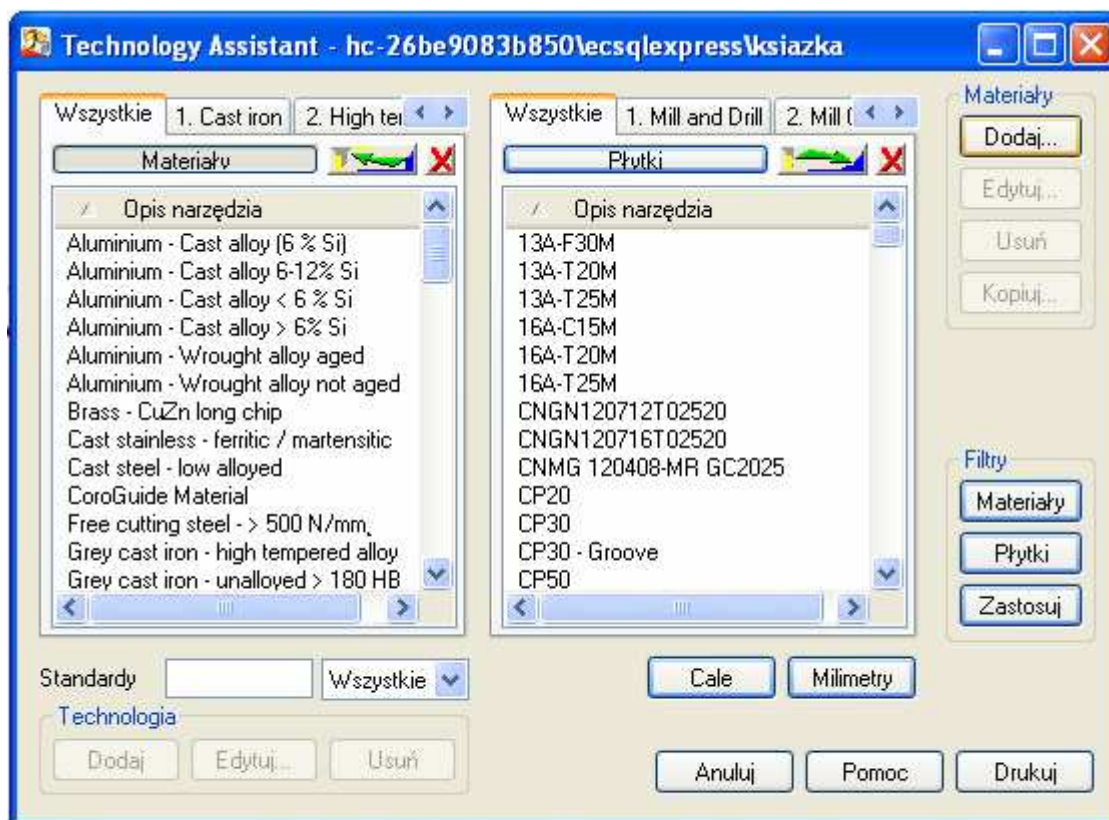 Technology Assistant - hc-26be9083b850\ecsqlexpress\ksiazka
Wszystkie
1. Cast iron
2. High ter
Materiały
Opis narzędzia
Aluminium - Cast alloy (6 % Si)
Aluminium - Cast alloy 6-12% Si
Aluminium - Cast alloy < 6 % Si
Aluminium - Cast alloy > 6% Si
Aluminium - Wrought alloy aged
Aluminium - Wrought alloy not aged
Brass - CuZn long chip
Cast stainless - ferritic / martensitic
Cast steel - low alloyed
CoroGuide Material
Free cutting steel - > 500 N/mm˛
Grey cast iron - high tempered alloy
Grey cast iron - unalloyed > 180 HB
Wszystkie
1. Mill and Drill
2. Mill
Płytki
Opis narzędzia
13A-F30M
13A-T20M
13A-T25M
16A-C15M
16A-T20M
16A-T25M
CNGN120712T02520
CNGN120716T02520
CNMG 120408-MR GC2025
CP20
CP30
CP30 - Groove
CP50
Materiały
Dodaj...
Edytuj...
Usuń
Kopiuj...
Filtry
Materiały
Płytki
Zastosuj
Standardy
Wszystkie
Cale
Milimetry
Technologia
Dodaj
Edytuj...
Usuń
Anuluj
Pomoc
Drukuj